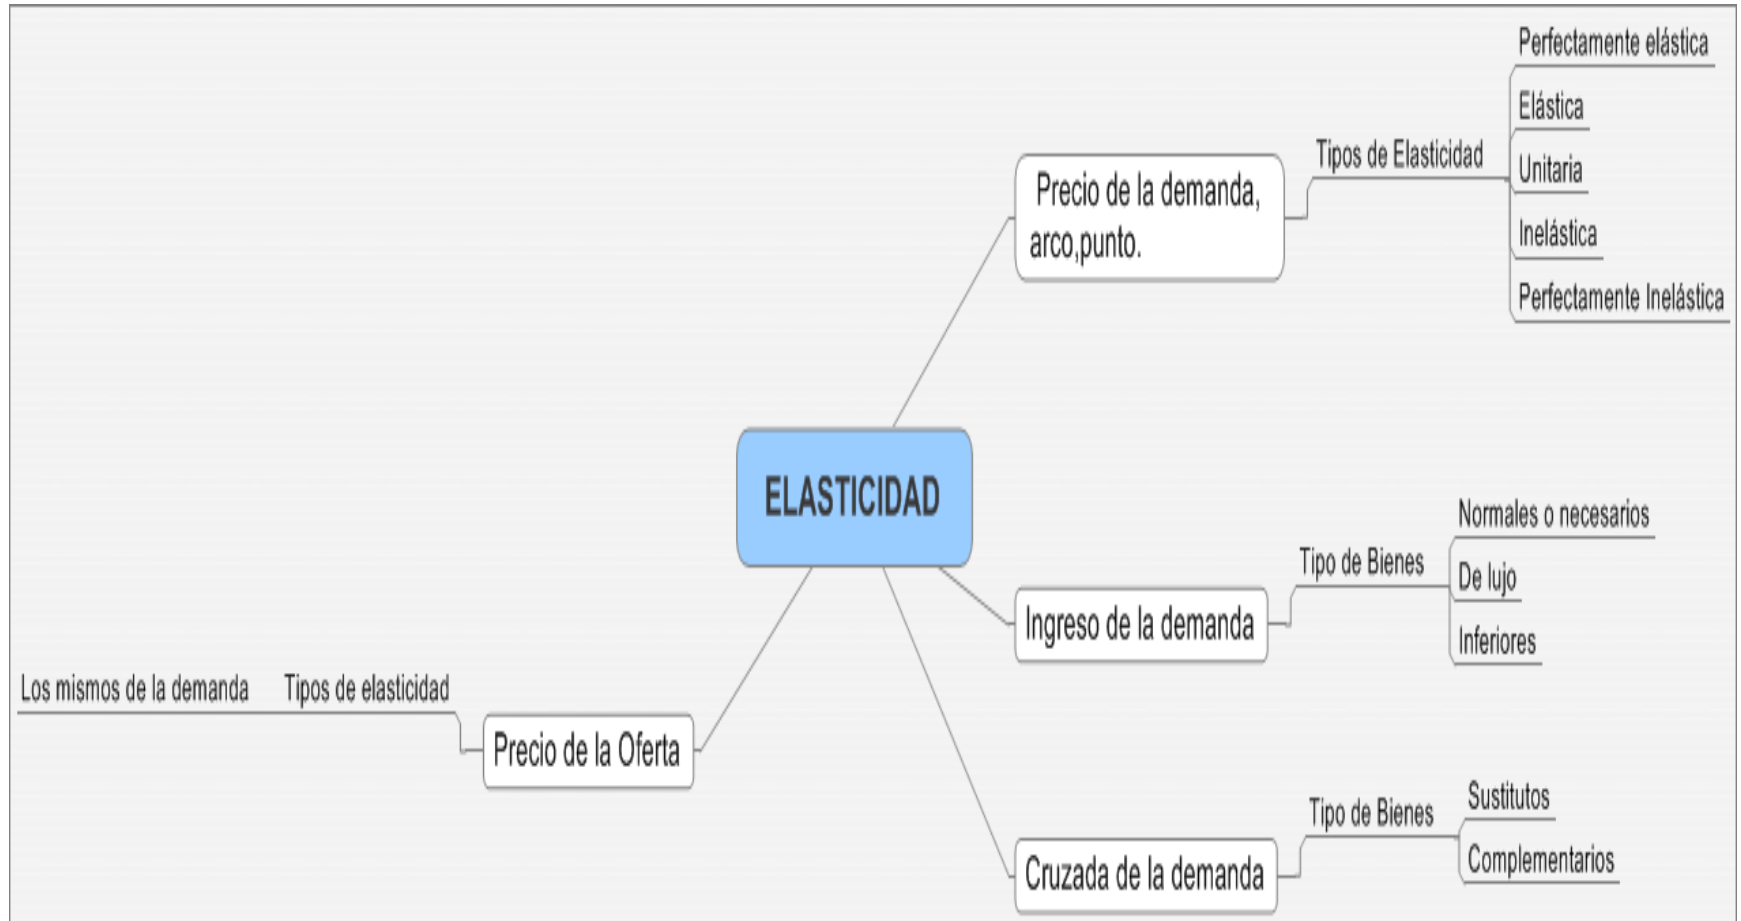 Perfectamente elástica
Elástica
Tipos de Elasticidad
Unitaria
Precio de la demanda,
arco,punto.
Inelástica
Perfectamente Inelástica
ELASTICIDAD
Normales o necesarios
Tipo de Bienes
De lujo
Ingreso de la demanda
Inferiores
Los mismos de la demanda
Tipos de elasticidad
Precio de la Oferta
Sustitutos
Tipo de Bienes
Complementarios
Cruzada de la demanda